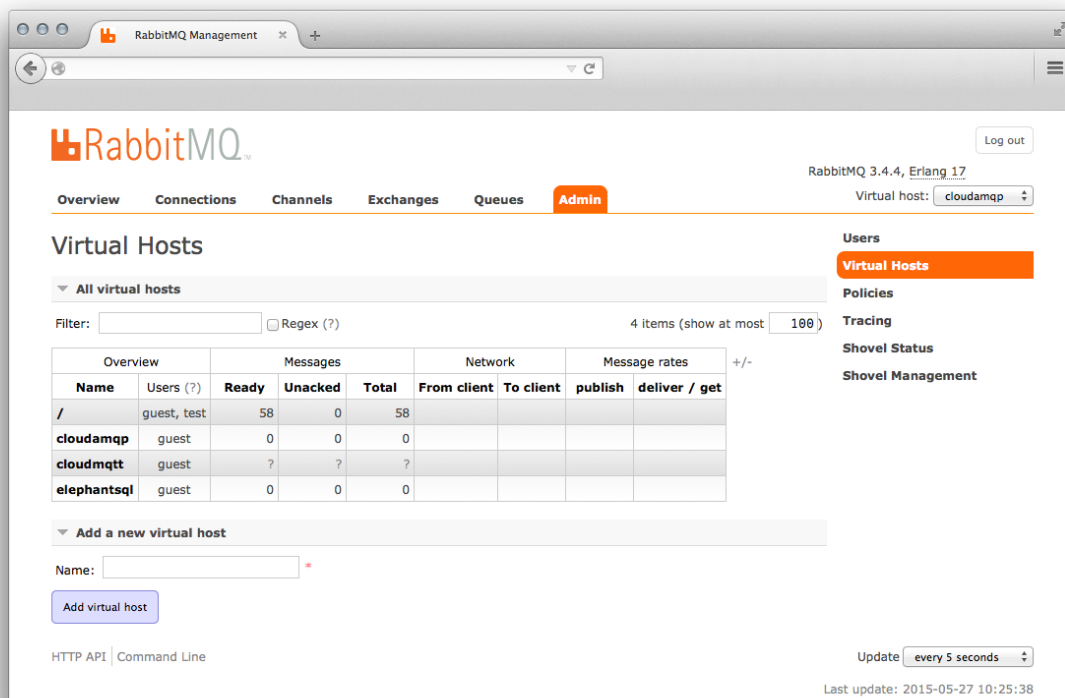 RabbitMQ Management
RabbitMQ™
Log out
RabbitMQ 3.4.4, Erlang 17
Virtual host: cloudamqp
Overview Connections Channels Exchanges Queues Admin
Virtual Hosts
Users
Virtual Hosts
Policies
Tracing
Shovel Status
Shovel Management
All virtual hosts
Filter: Regex (?) 4 items (show at most 100 )
Overview Messages Network Message rates +/-
Name Users (?) Ready Unacked Total From client To client publish deliver / get
/ guest, test 58 0 58
cloudamqp guest 0 0 0
cloudmqtt guest ? ? ?
elephantsql guest 0 0 0
Add a new virtual host
Name: *
Add virtual host
HTTP API Command Line
Update every 5 seconds
Last update: 2015-05-27 10:25:38